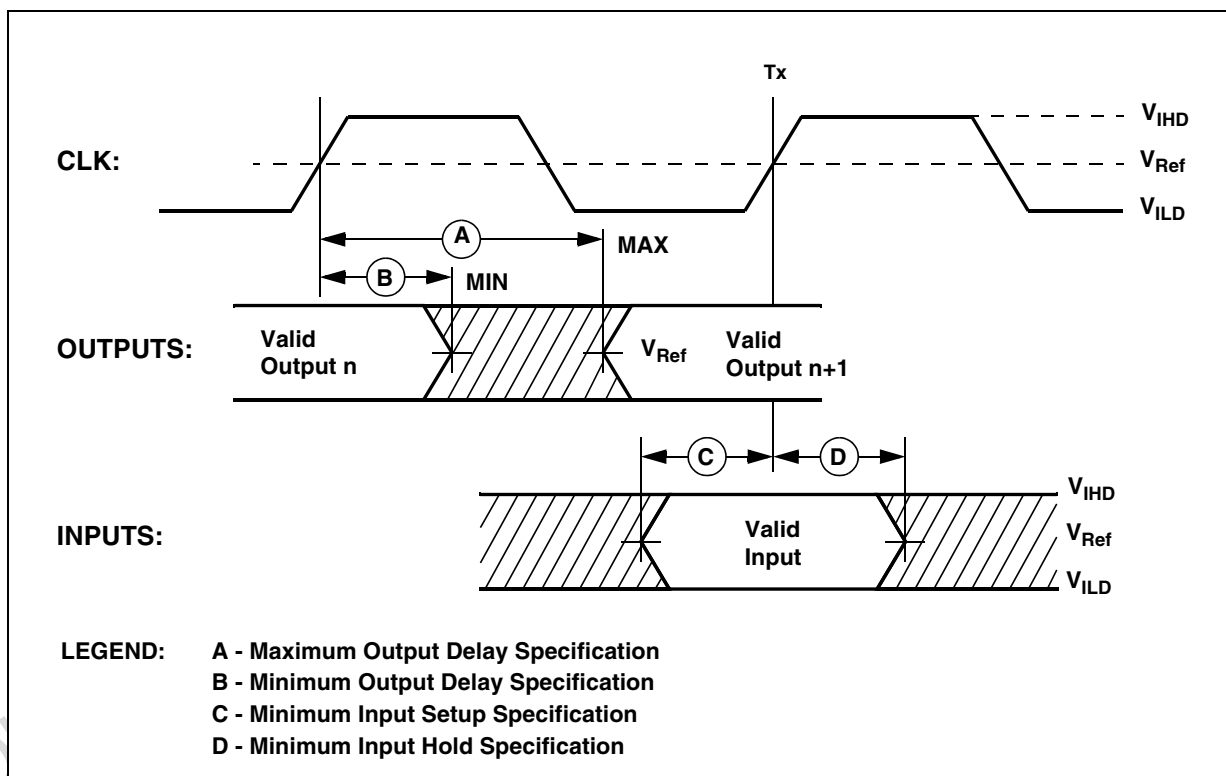 Tx
CLK:
V_IHD
V_Ref
V_ILD
A
MAX
B
MIN
OUTPUTS:
Valid
Output n
V_Ref
Valid
Output n+1
C
D
INPUTS:
Valid
Input
V_IHD
V_Ref
V_ILD
LEGEND:
A - Maximum Output Delay Specification
B - Minimum Output Delay Specification
C - Minimum Input Setup Specification
D - Minimum Input Hold Specification